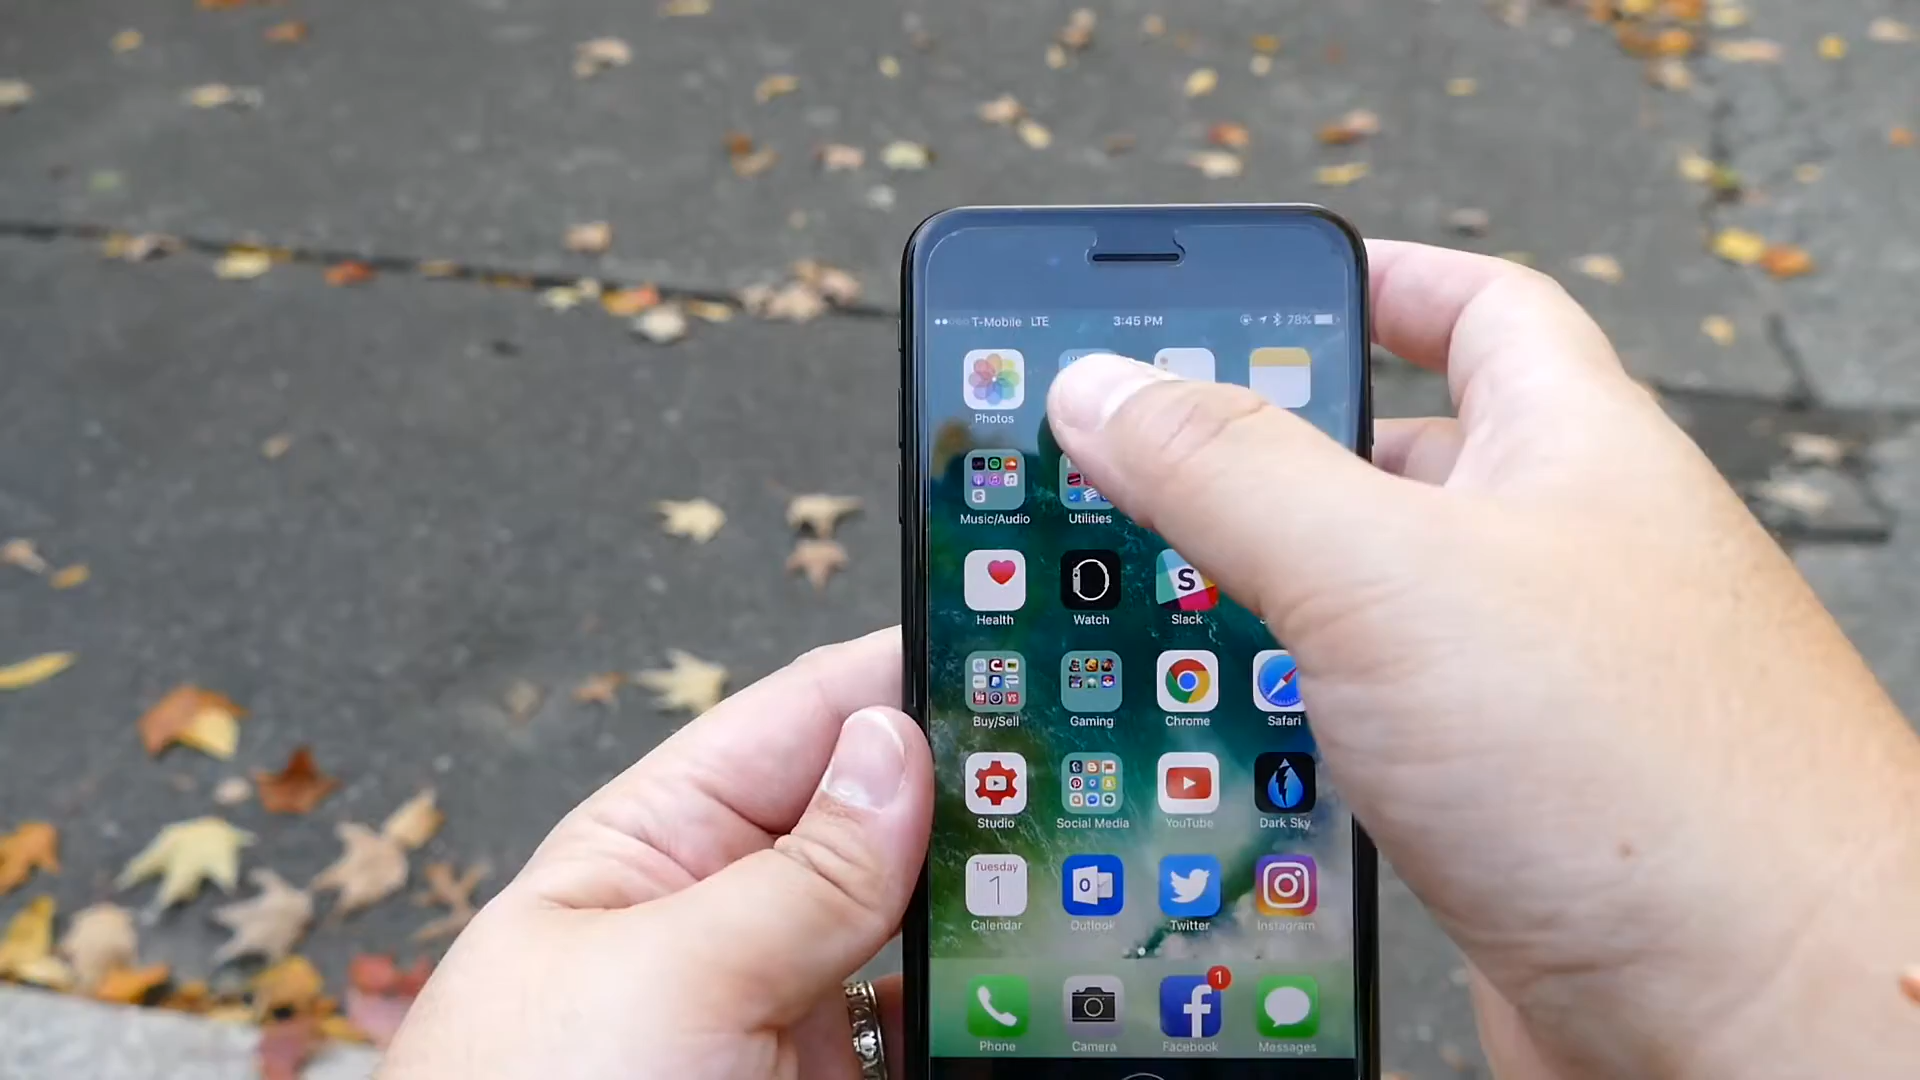 T-Mobile LTE 3:45 PM 78%
Photos
Music/Audio Utilities
Health Watch Slack
S
Buy/Sell Gaming Chrome Safari
Studio Social Media YouTube Dark Sky
Tuesday
1
O
Calendar Outlook Twitter Instagram
1
f
Phone Camera Facebook Messages